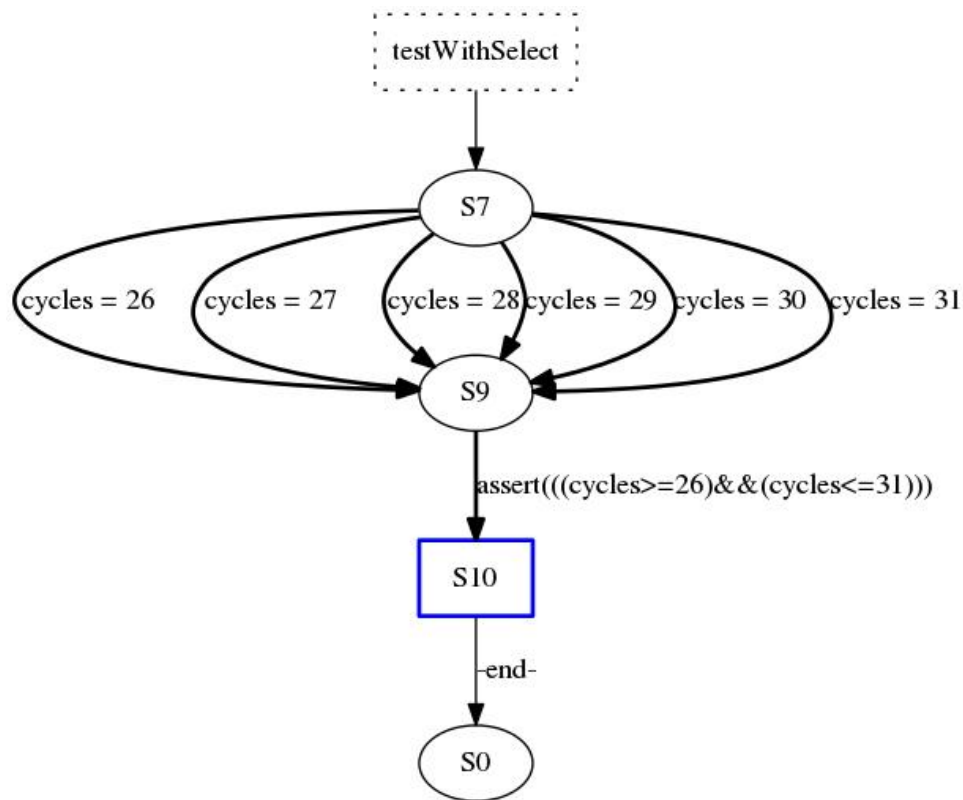 testWithSelect
S7
cycles = 26
cycles = 27
cycles = 28
cycles = 29
cycles = 30
cycles = 31
S9
assert(((cycles>=26)&&(cycles<=31)))
S10
-end-
S0